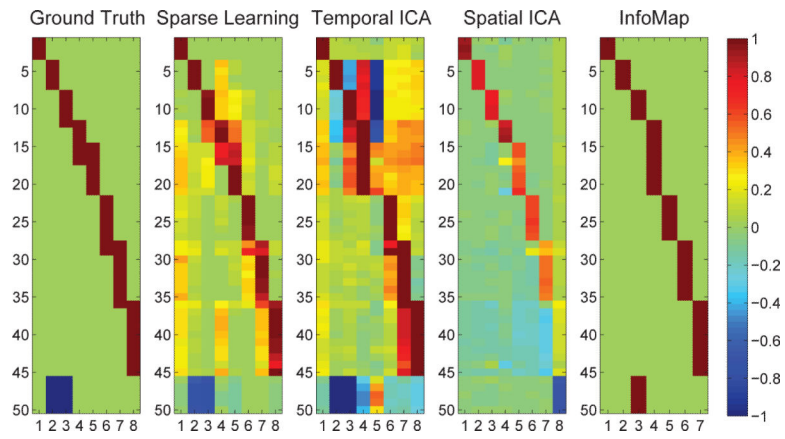 Ground Truth Sparse Learning Temporal ICA Spatial ICA InfoMap
5 5 5 5 5 1
10 10 10 10 10 0.8
15 15 15 15 15 0.6
20 20 20 20 20 0.4
25 25 25 25 25 0.2
30 30 30 30 30 0
35 35 35 35 35 −0.2
40 40 40 40 40 −0.4
45 45 45 45 45 −0.6
50 50 50 50 50 −0.8
−1
1 2 3 4 5 6 7 8 1 2 3 4 5 6 7 8 1 2 3 4 5 6 7 8 1 2 3 4 5 6 7 8 1 2 3 4 5 6 7